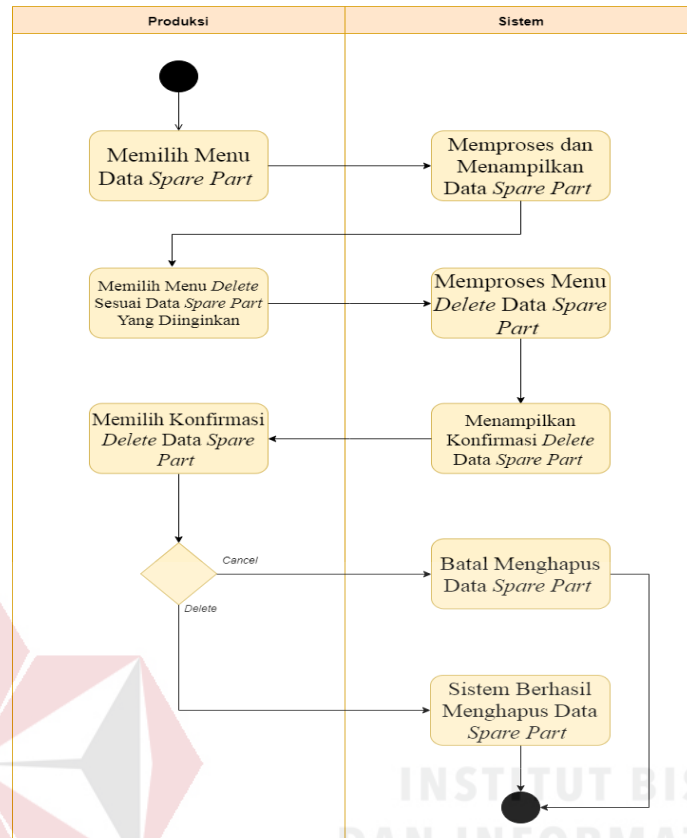 Produksi
Sistem
Memilih Menu
Data Spare Part
Memproses dan
Menampilkan
Data Spare Part
Memilih Menu Delete
Sesuai Data Spare Part
Yang Diinginkan
Memproses Menu
Delete Data Spare
Part
Menampilkan
Konfirmasi Delete
Data Spare Part
Memilih Konfirmasi
Delete Data Spare
Part
Cancel
Delete
Batal Menghapus
Data Spare Part
Sistem Berhasil
Menghapus Data
Spare Part
INSTITUT BIS
DAN INFORMA